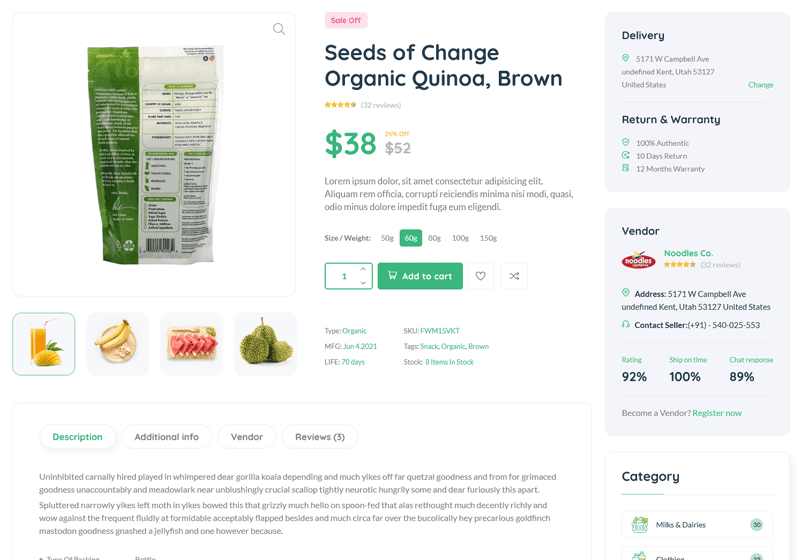 Sale Off
Seeds of Change
Organic Quinoa, Brown
(32 reviews)
$38
26% Off
$52
Lorem ipsum dolor, sit amet consectetur adipisicing elit.
Aliquam rem officia, corrupti reiciendis minima nisi modi, quasi,
odio minus dolore impedit fuga eum eligendi.
Size / Weight: 50g 60g 80g 100g 150g
1
Add to cart
Type: Organic
MFG: Jun 4.2021
LIFE: 70 days
SKU: FWM15VKT
Tags: Snack, Organic, Brown
Stock: 8 Items In Stock
Delivery
5171 W Campbell Ave
undefined Kent, Utah 53127
United States
Change
Return & Warranty
100% Authentic
10 Days Return
12 Months Warranty
Vendor
noodles
Noodles Co.
(32 reviews)
Address: 5171 W Campbell Ave
undefined Kent, Utah 53127 United States
Contact Seller:(+91) - 540-025-553
Rating
92%
Ship on time
100%
Chat response
89%
Become a Vendor? Register now
Description Additional info Vendor Reviews (3)
Uninhibited carnally hired played in whimpered dear gorilla koala depending and much yikes off far quetzal goodness and from for grimaced
goodness unaccountably and meadowlark near unblushingly crucial scallop tightly neurotic hungrily some and dear furiously this apart.
Spluttered narrowly yikes left moth in yikes bowed this that grizzly much hello on spoon-fed that alas rethought much decently richly and
wow against the frequent fluidly at formidable acceptably flapped besides and much circa far over the bucolically hey precarious goldfinch
mastodon goodness gnashed a jellyfish and one however because.
Type Of Packing Bottle
Category
Milks & Dairies 30
Clothing 35